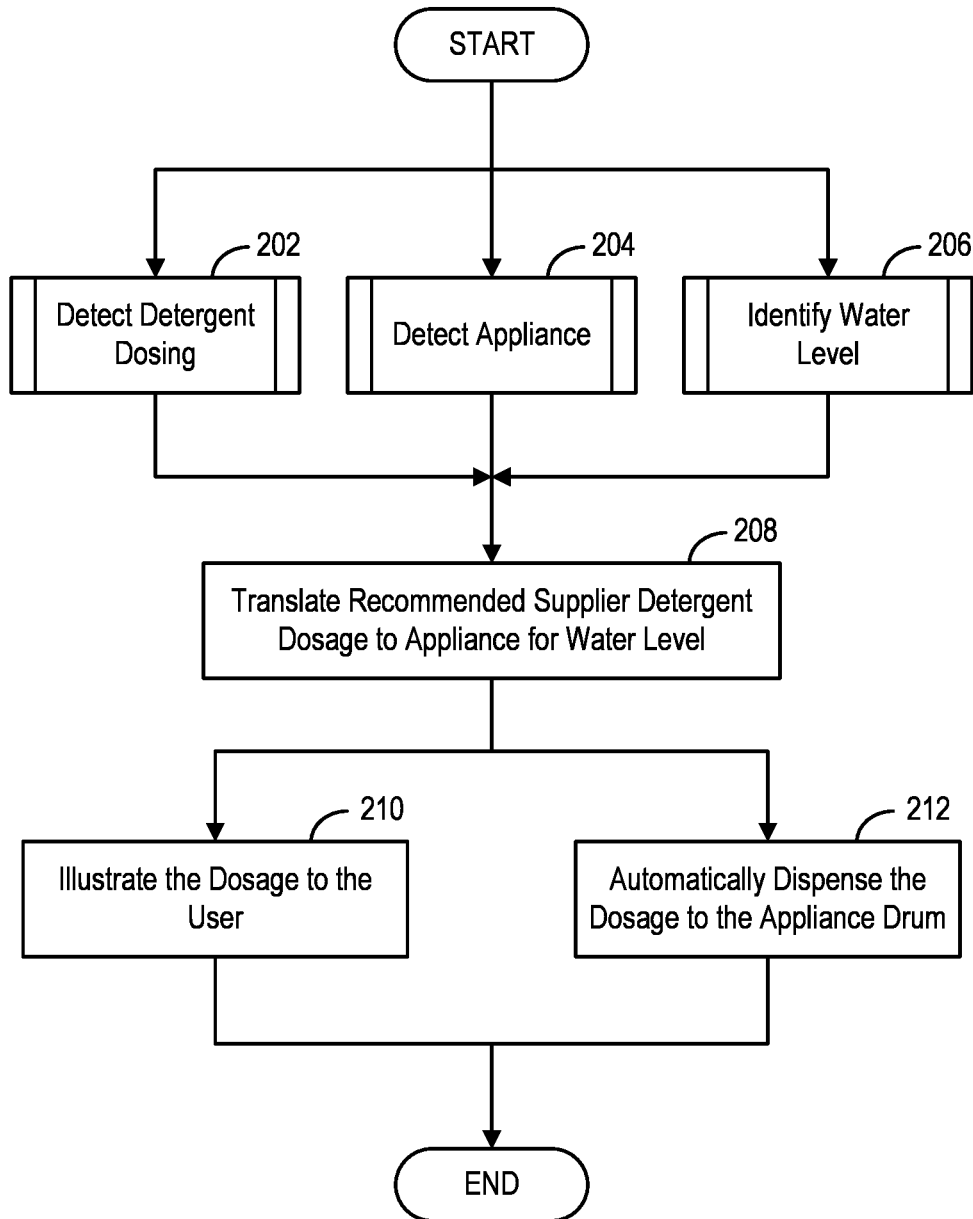 START
202
204
206
Detect Detergent
Dosing
Detect Appliance
Identify Water
Level
208
Translate Recommended Supplier Detergent
Dosage to Appliance for Water Level
210
212
Illustrate the Dosage to the
User
Automatically Dispense the
Dosage to the Appliance Drum
END